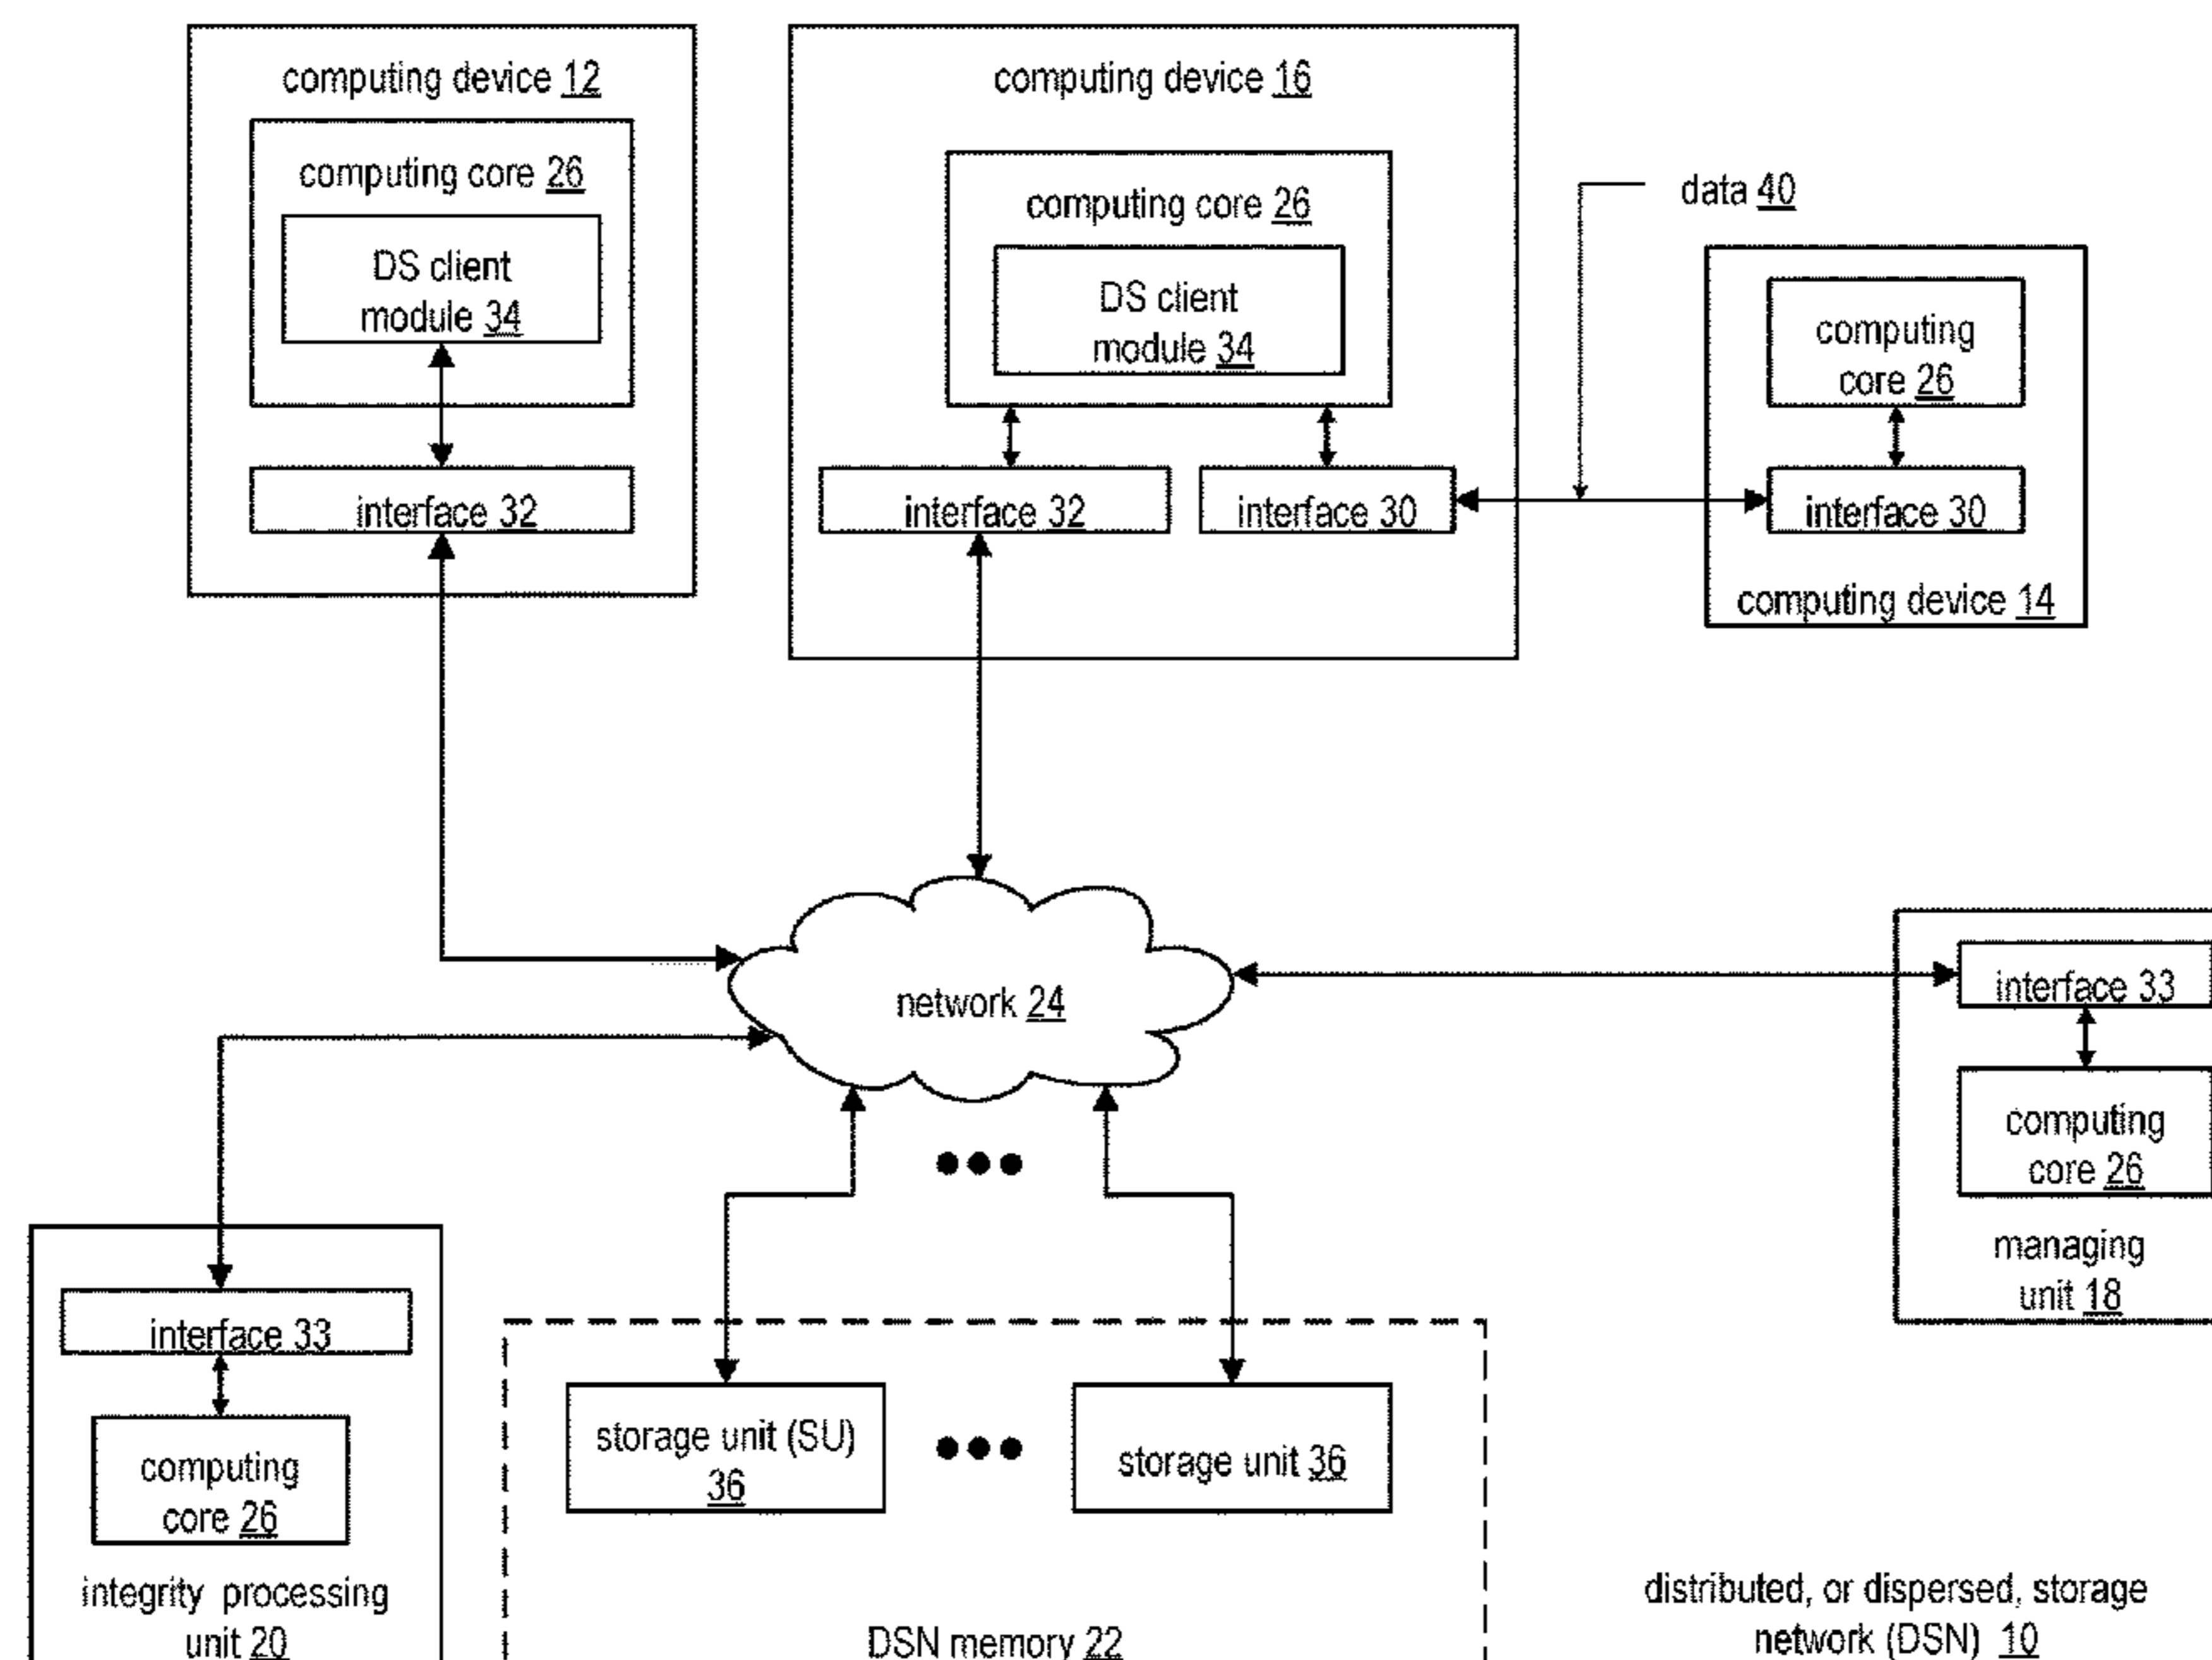 computing device 12
computing core 26
DS client
module 34
interface 32
computing device 16
computing core 26
DS client
module 34
interface 32
interface 30
data 40
computing
core 26
interface 30
computing device 14
network 24
interface 33
computing
core 26
managing
unit 18
interface 33
computing
core 26
integrity processing
unit 20
storage unit (SU)
36
storage unit 36
DSN memory 22
distributed, or dispersed, storage
network (DSN) 10